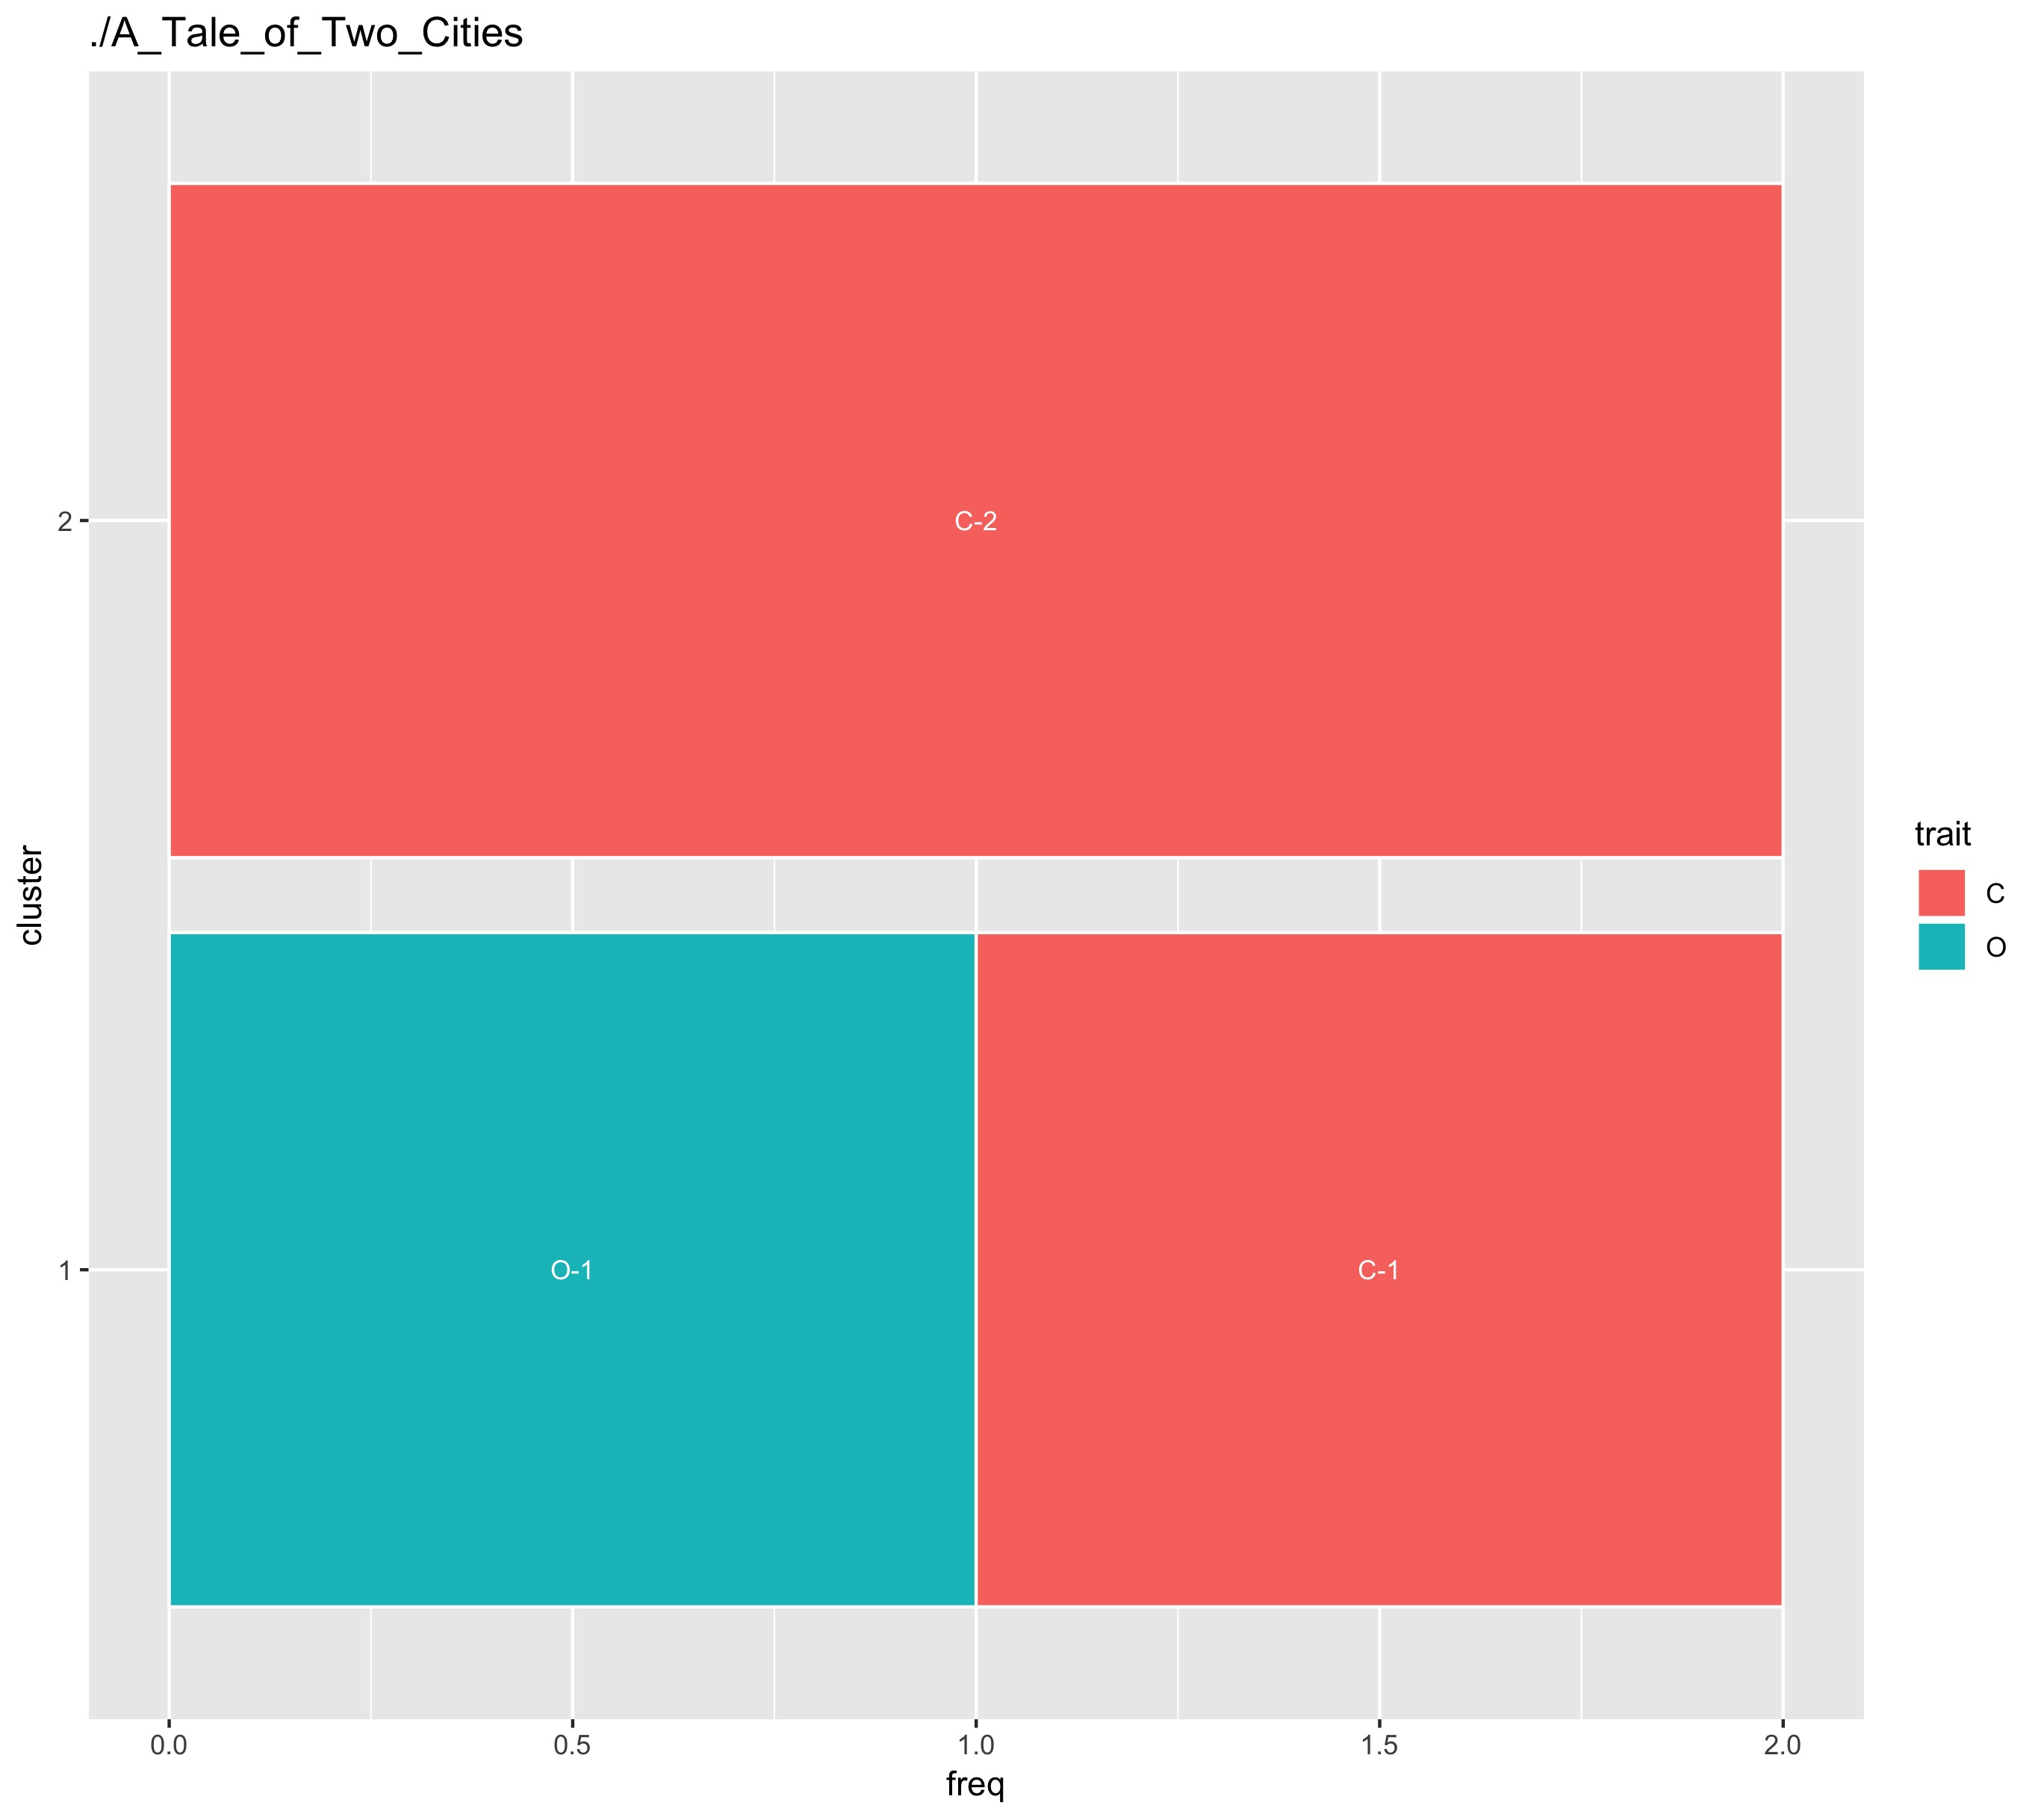 ./A_Tale_of_Two_Cities
cluster
2
C-2
1
O-1
C-1
0.0
0.5
1.0
1.5
2.0
freq
trait
C
O